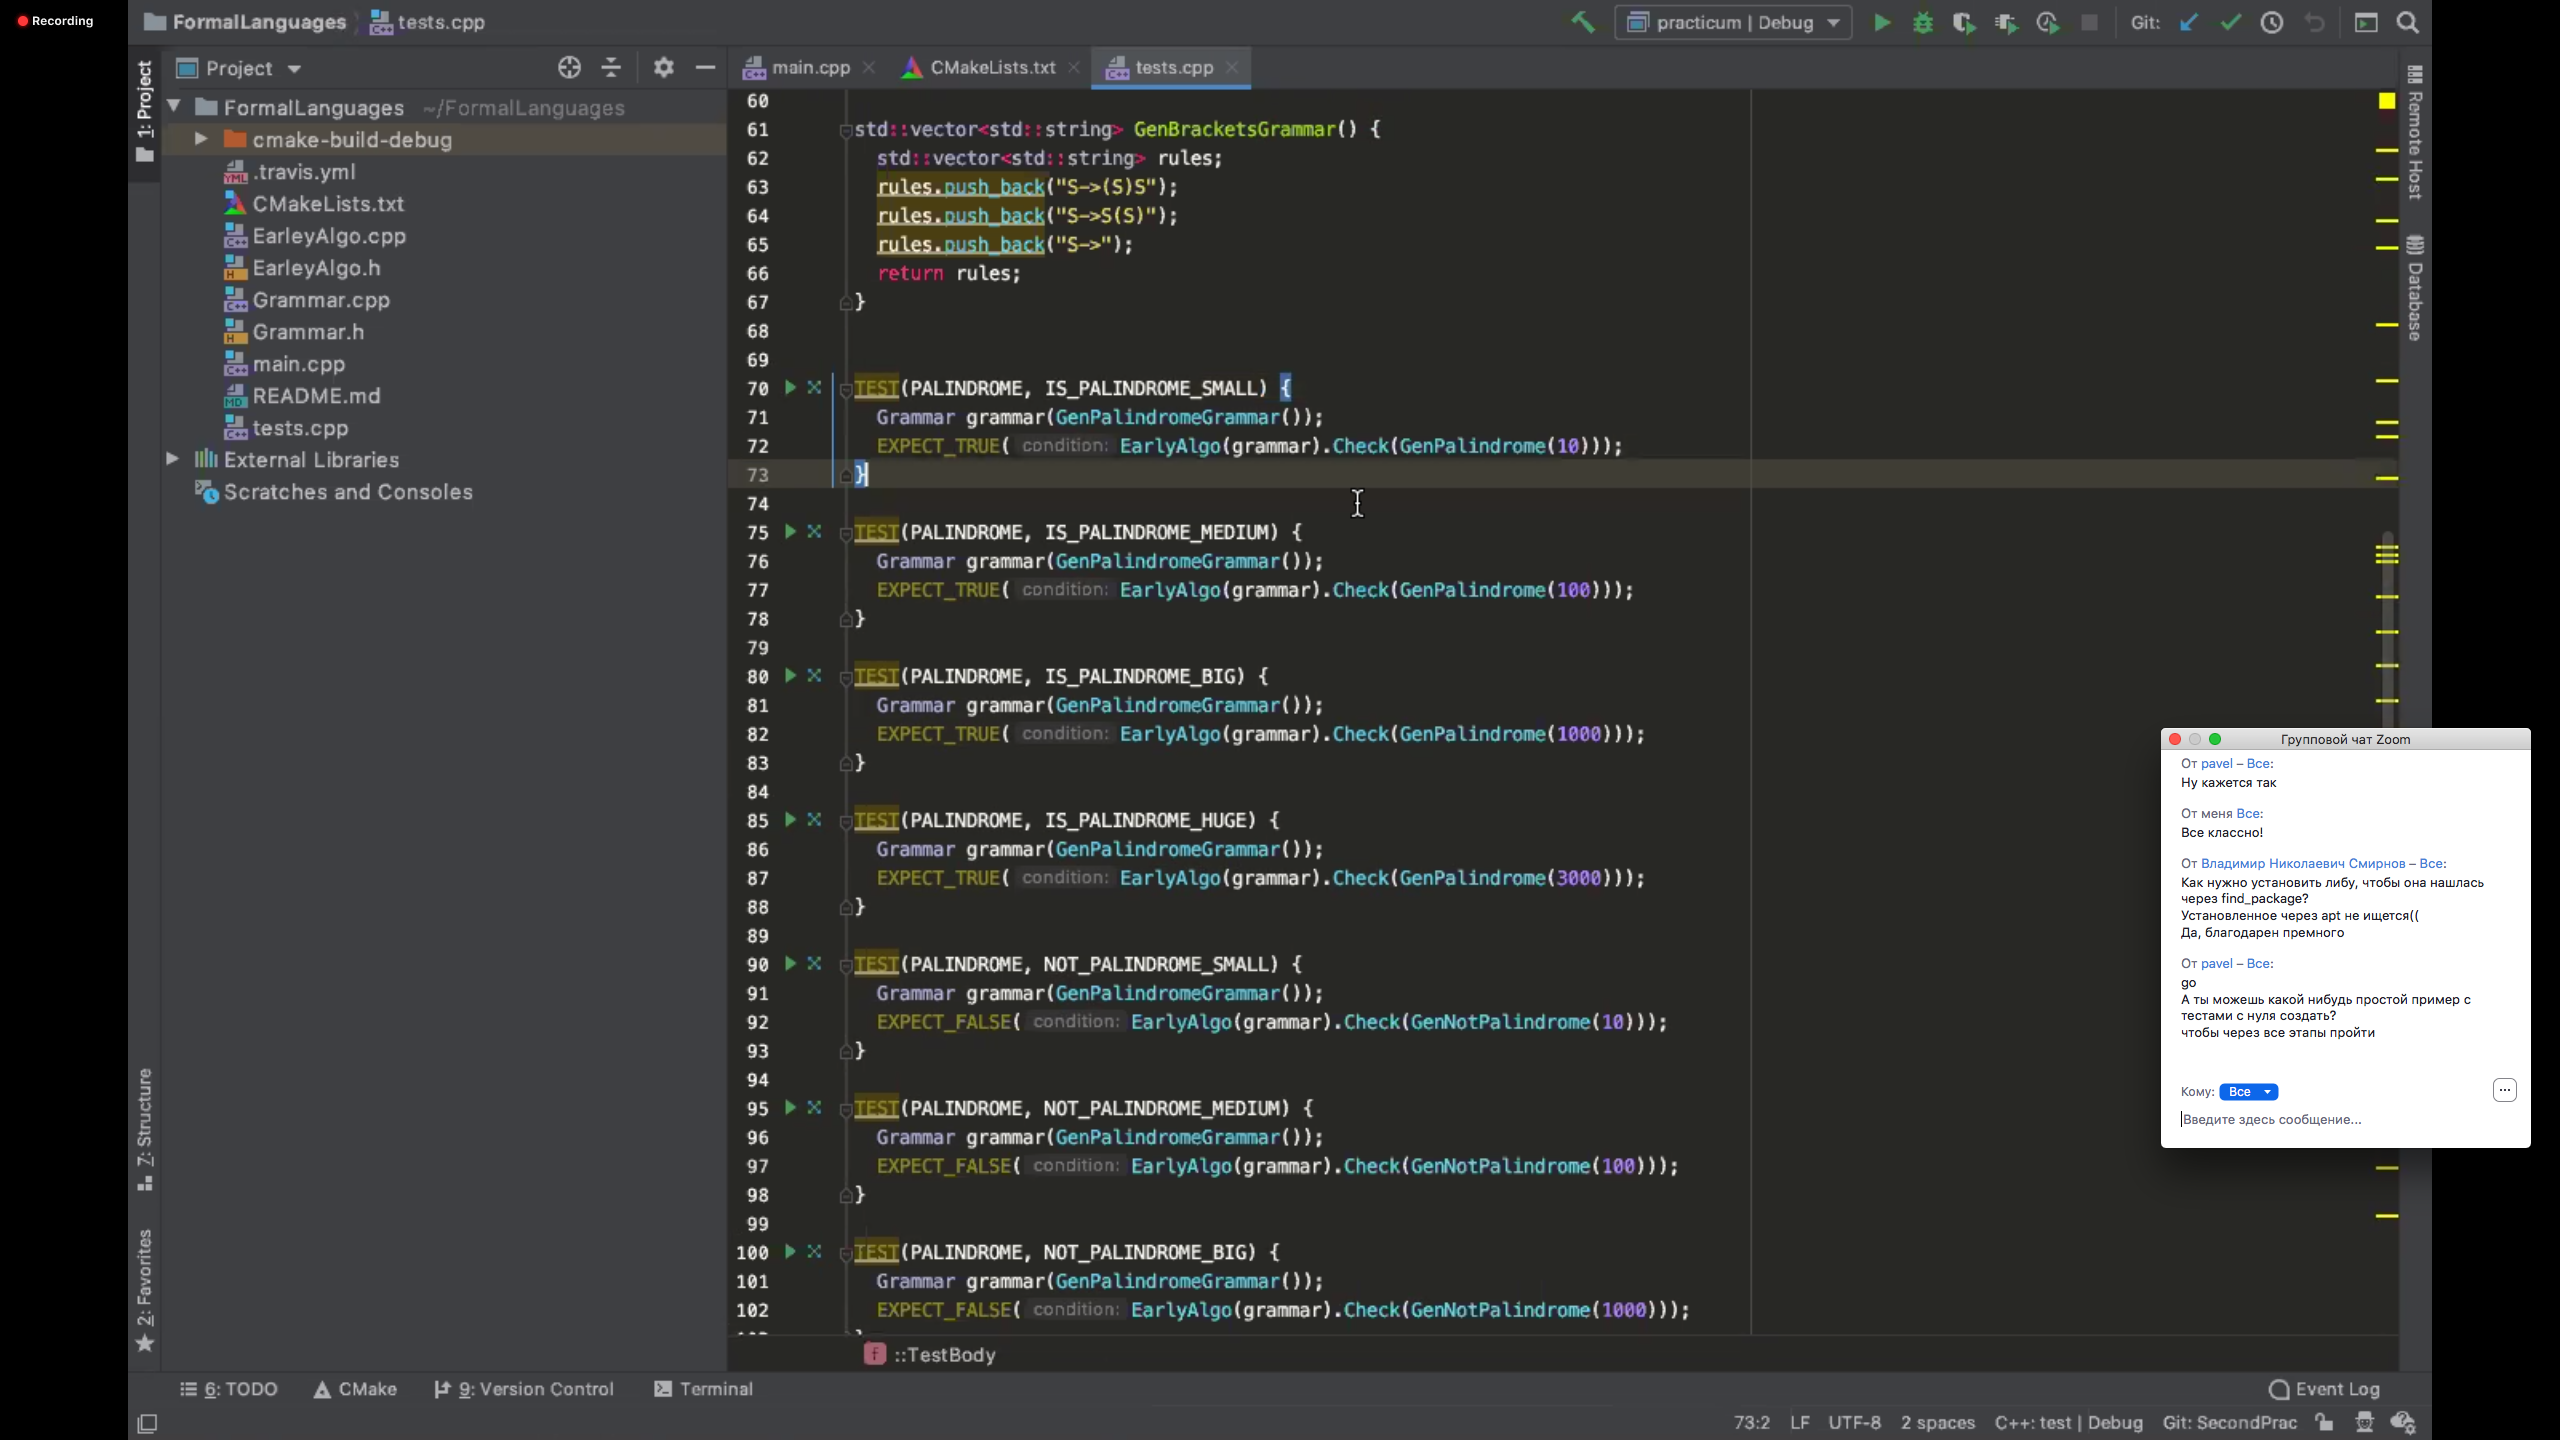 Recording
FormalLanguages
tests.cpp
practicum | Debug
Git:
Project
main.cpp
CMakeLists.txt
tests.cpp
1: Project
FormalLanguages ~/FormalLanguages
cmake-build-debug
.travis.yml
CMakeLists.txt
EarleyAlgo.cpp
EarleyAlgo.h
Grammar.cpp
Grammar.h
main.cpp
README.md
tests.cpp
External Libraries
Scratches and Consoles
7: Structure
2: Favorites
60
61 std::vector<std::string> GenBracketsGrammar() {
62 std::vector<std::string> rules;
63 rules.push_back("S->(S)S");
64 rules.push_back("S->S(S)");
65 rules.push_back("S->");
66 return rules;
67 }
68
69
70 TEST(PALINDROME, IS_PALINDROME_SMALL) {
71 Grammar grammar(GenPalindromeGrammar());
72 EXPECT_TRUE( condition: EarlyAlgo(grammar).Check(GenPalindrome(10)));
73 }
74
75 TEST(PALINDROME, IS_PALINDROME_MEDIUM) {
76 Grammar grammar(GenPalindromeGrammar());
77 EXPECT_TRUE( condition: EarlyAlgo(grammar).Check(GenPalindrome(100)));
78 }
79
80 TEST(PALINDROME, IS_PALINDROME_BIG) {
81 Grammar grammar(GenPalindromeGrammar());
82 EXPECT_TRUE( condition: EarlyAlgo(grammar).Check(GenPalindrome(1000)));
83 }
84
85 TEST(PALINDROME, IS_PALINDROME_HUGE) {
86 Grammar grammar(GenPalindromeGrammar());
87 EXPECT_TRUE( condition: EarlyAlgo(grammar).Check(GenPalindrome(3000)));
88 }
89
90 TEST(PALINDROME, NOT_PALINDROME_SMALL) {
91 Grammar grammar(GenPalindromeGrammar());
92 EXPECT_FALSE( condition: EarlyAlgo(grammar).Check(GenNotPalindrome(10)));
93 }
94
95 TEST(PALINDROME, NOT_PALINDROME_MEDIUM) {
96 Grammar grammar(GenPalindromeGrammar());
97 EXPECT_FALSE( condition: EarlyAlgo(grammar).Check(GenNotPalindrome(100)));
98 }
99
100 TEST(PALINDROME, NOT_PALINDROME_BIG) {
101 Grammar grammar(GenPalindromeGrammar());
102 EXPECT_FALSE( condition: EarlyAlgo(grammar).Check(GenNotPalindrome(1000)));
f ::TestBody
Remote Host
Database
Групповой чат Zoom
От pavel – Все:
Ну кажется так
От меня Все:
Все классно!
От Владимир Николаевич Смирнов – Все:
Как нужно установить либу, чтобы она нашлась
через find_package?
Установленное через apt не ищется((
Да, благодарен премного
От pavel – Все:
go
А ты можешь какой нибудь простой пример с
тестами с нуля создать?
чтобы через все этапы пройти
Кому: Все
Введите здесь сообщение...
6: TODO
CMake
9: Version Control
Terminal
Event Log
73:2 LF UTF-8 2 spaces C++: test | Debug Git: SecondPrac